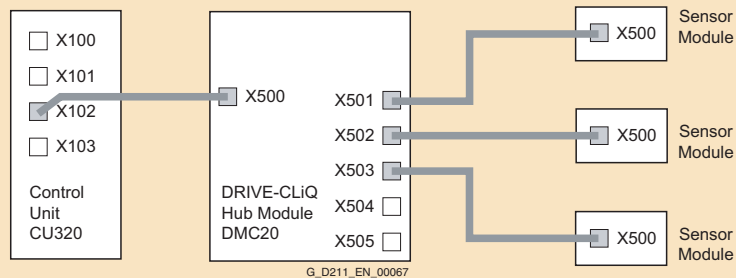 X100
X101
X102
X103
Control
Unit
CU320
X500
X501
X502
X503
X504
X505
DRIVE-CLiQ
Hub Module
DMC20
X500
Sensor
Module
X500
Sensor
Module
X500
Sensor
Module
G_D211_EN_00067